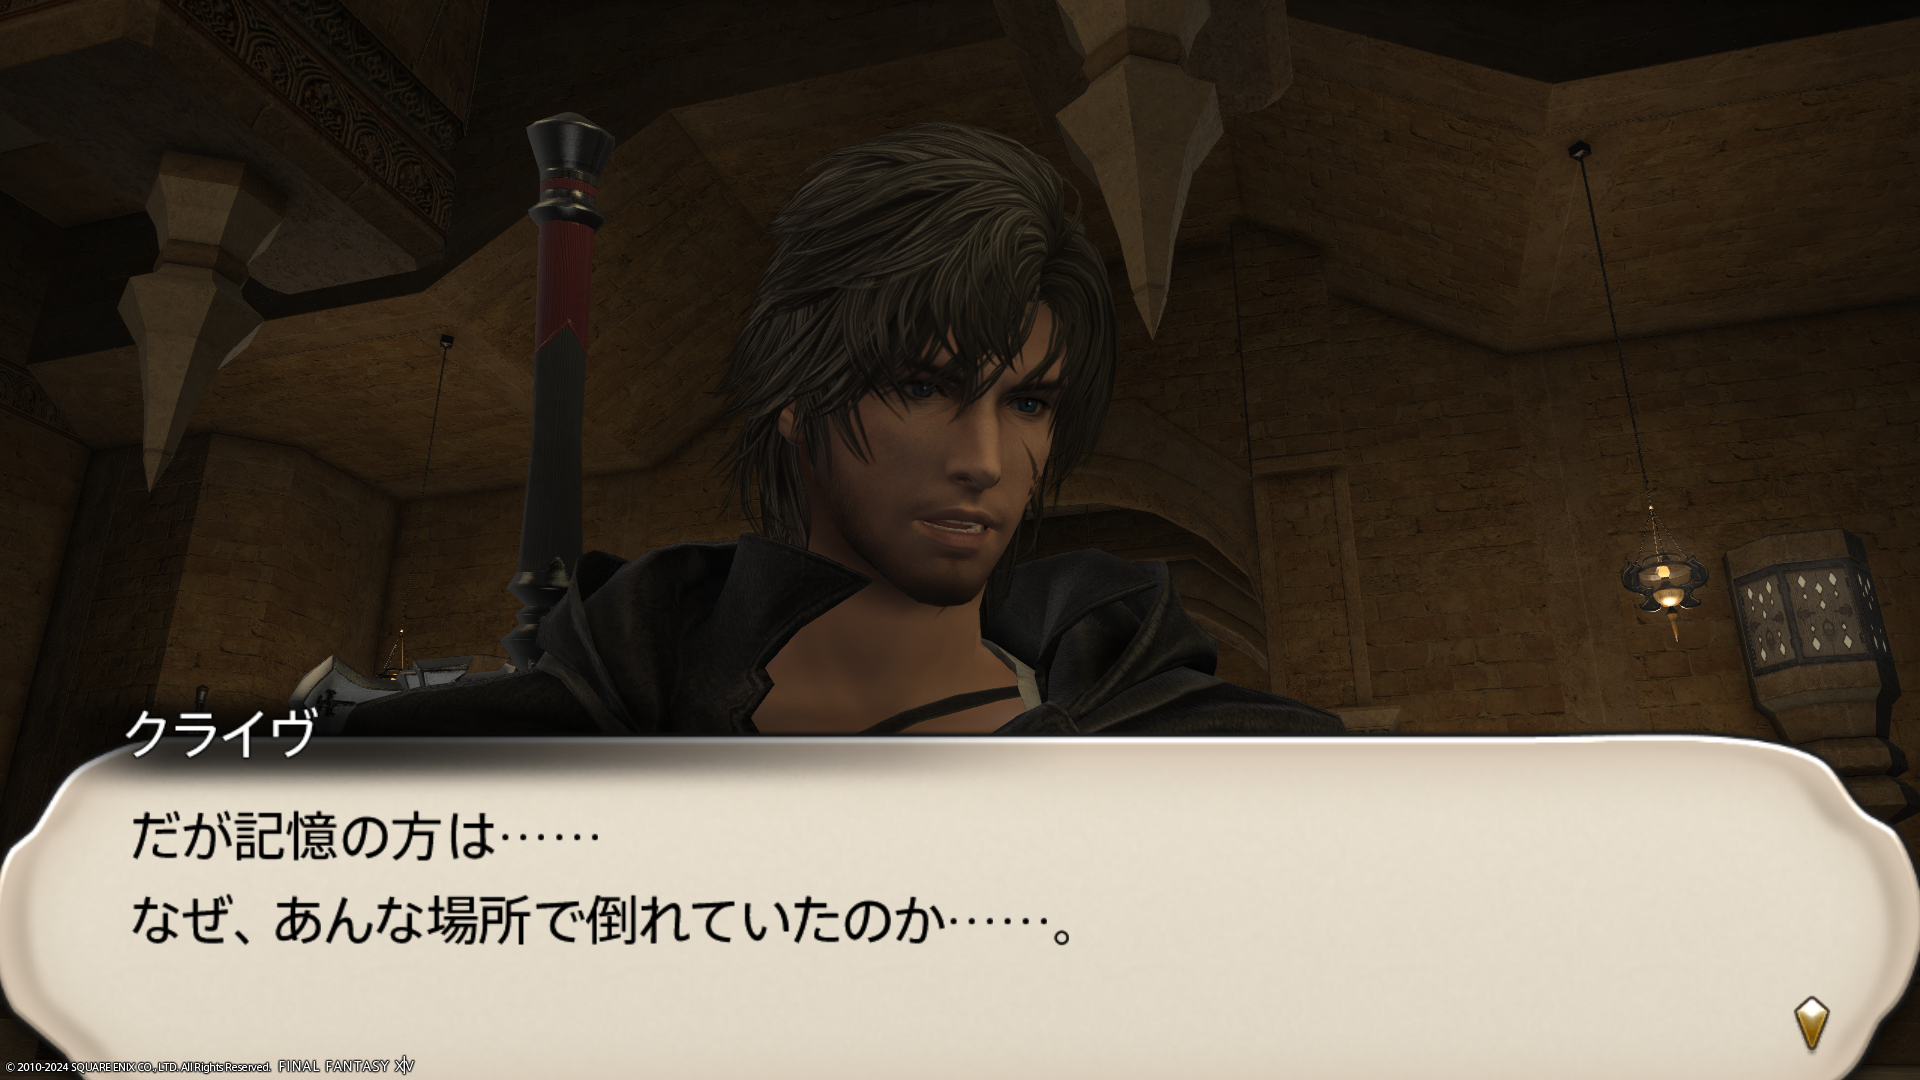 クライヴ
だが記憶の方は……
なぜ、あんな場所で倒れていたのか……。
© 2010-2024 SQUARE ENIX CO., LTD. All Rights Reserved. FINAL FANTASY XIV